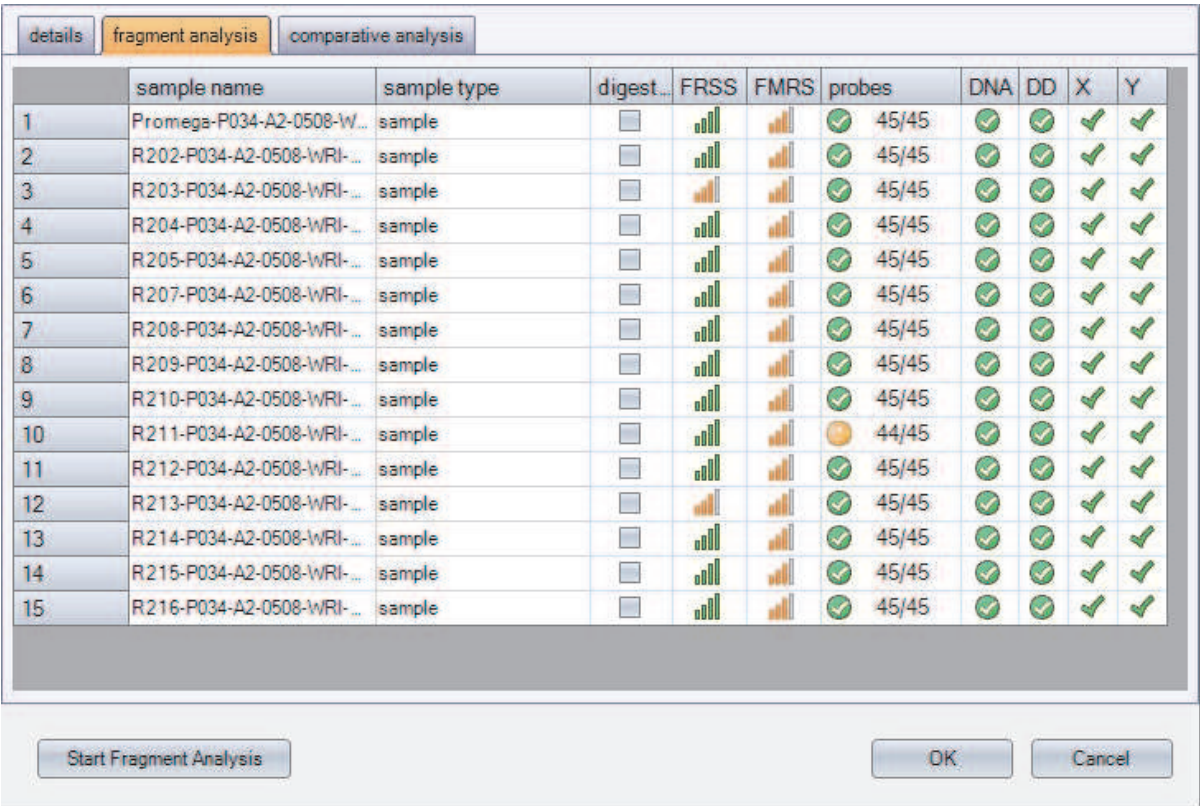 details fragment analysis comparative analysis
sample name sample type digest... FRSS FMRS probes DNA DD X Y
1 Promega-P034-A2-0508-W... sample 45/45
2 R202-P034-A2-0508-WRI-... sample 45/45
3 R203-P034-A2-0508-WRI-... sample 45/45
4 R204-P034-A2-0508-WRI-... sample 45/45
5 R205-P034-A2-0508-WRI-... sample 45/45
6 R207-P034-A2-0508-WRI-... sample 45/45
7 R208-P034-A2-0508-WRI-... sample 45/45
8 R209-P034-A2-0508-WRI-... sample 45/45
9 R210-P034-A2-0508-WRI-... sample 45/45
10 R211-P034-A2-0508-WRI-... sample 44/45
11 R212-P034-A2-0508-WRI-... sample 45/45
12 R213-P034-A2-0508-WRI-... sample 45/45
13 R214-P034-A2-0508-WRI-... sample 45/45
14 R215-P034-A2-0508-WRI-... sample 45/45
15 R216-P034-A2-0508-WRI-... sample 45/45
Start Fragment Analysis OK Cancel